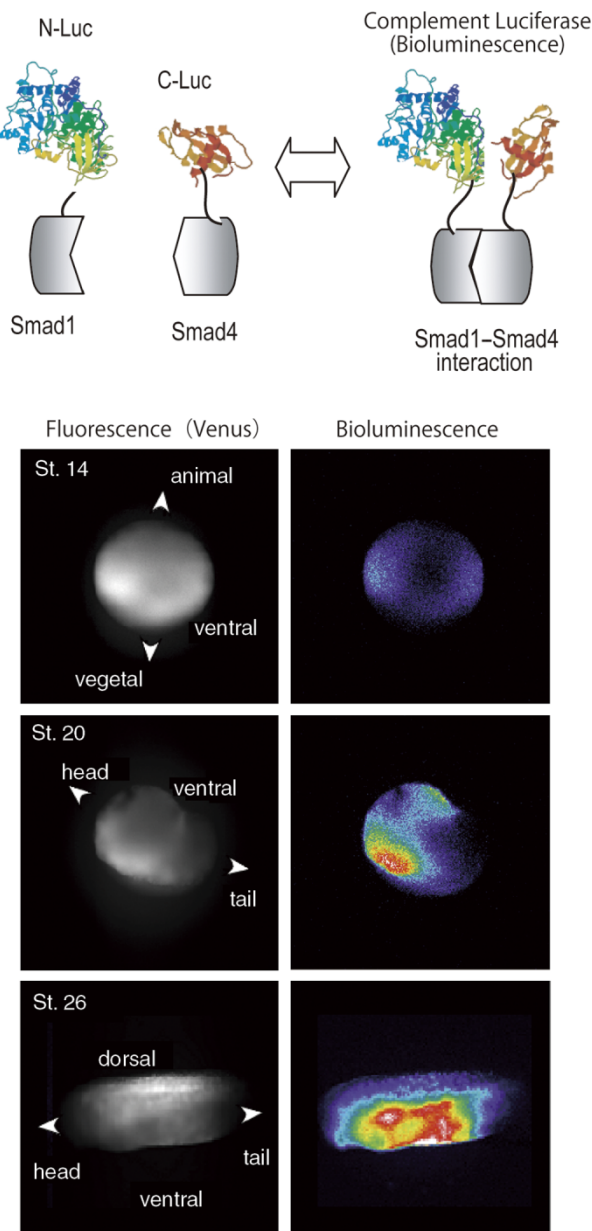 N-Luc
C-Luc
Complement Luciferase
(Bioluminescence)
Smad1
Smad4
Smad1–Smad4
interaction
Fluorescence（Venus）
Bioluminescence
St. 14
animal
ventral
vegetal
St. 20
head
ventral
tail
St. 26
dorsal
head
tail
ventral